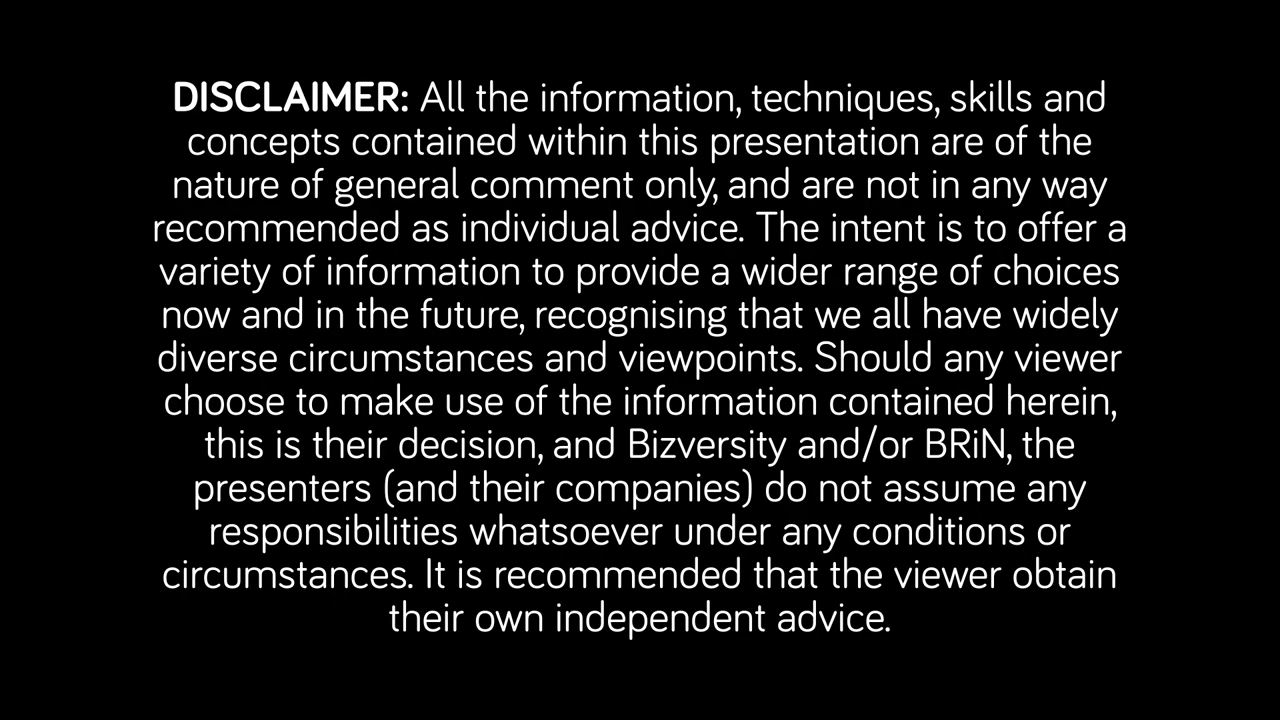 DISCLAIMER: All the information, techniques, skills and
concepts contained within this presentation are of the
nature of general comment only, and are not in any way
recommended as individual advice. The intent is to offer a
variety of information to provide a wider range of choices
now and in the future, recognising that we all have widely
diverse circumstances and viewpoints. Should any viewer
choose to make use of the information contained herein,
this is their decision, and Bizversity and/or BRiN, the
presenters (and their companies) do not assume any
responsibilities whatsoever under any conditions or
circumstances. It is recommended that the viewer obtain
their own independent advice.